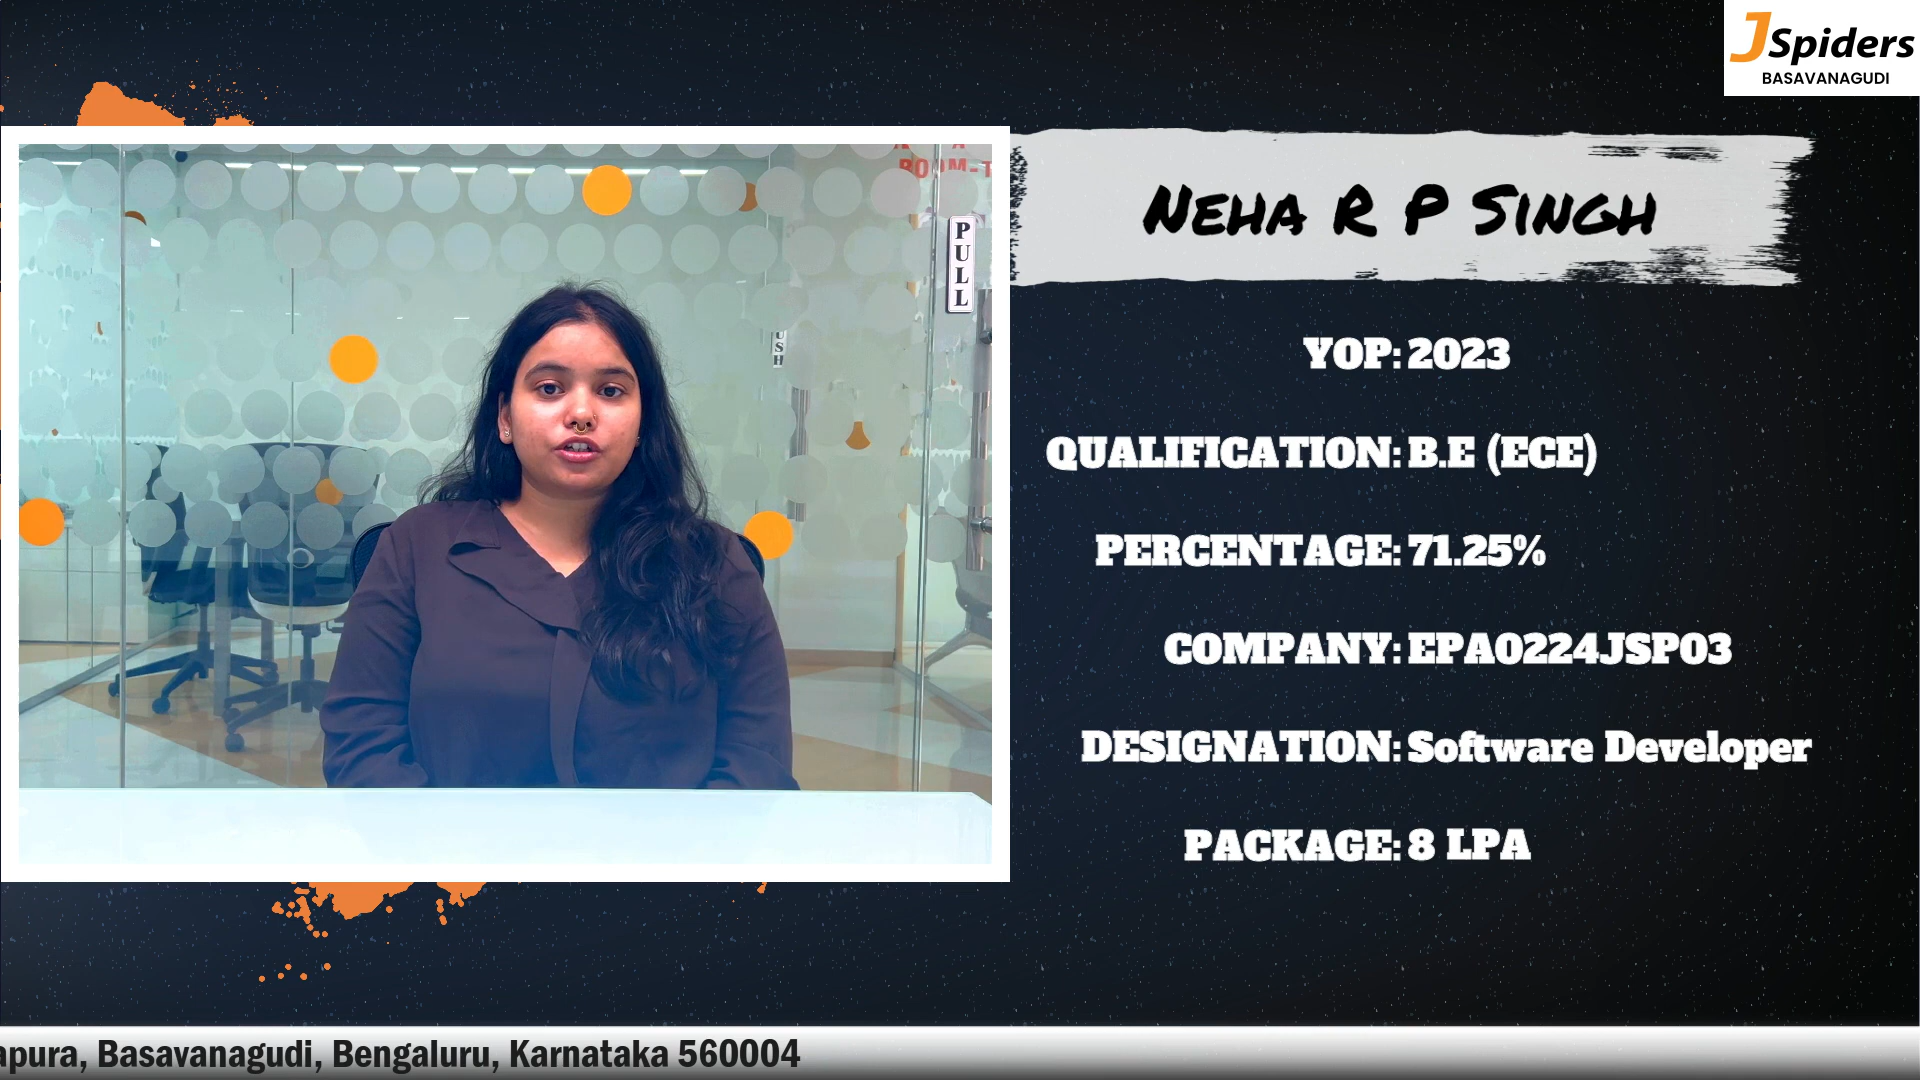 JSpiders
BASAVANAGUDI
NEHA R P SINGH
PULL
YOP: 2023
QUALIFICATION: B.E (ECE)
PERCENTAGE: 71.25%
COMPANY: EPA0224JSP03
DESIGNATION: Software Developer
PACKAGE: 8 LPA
apura, Basavanagudi, Bengaluru, Karnataka 560004